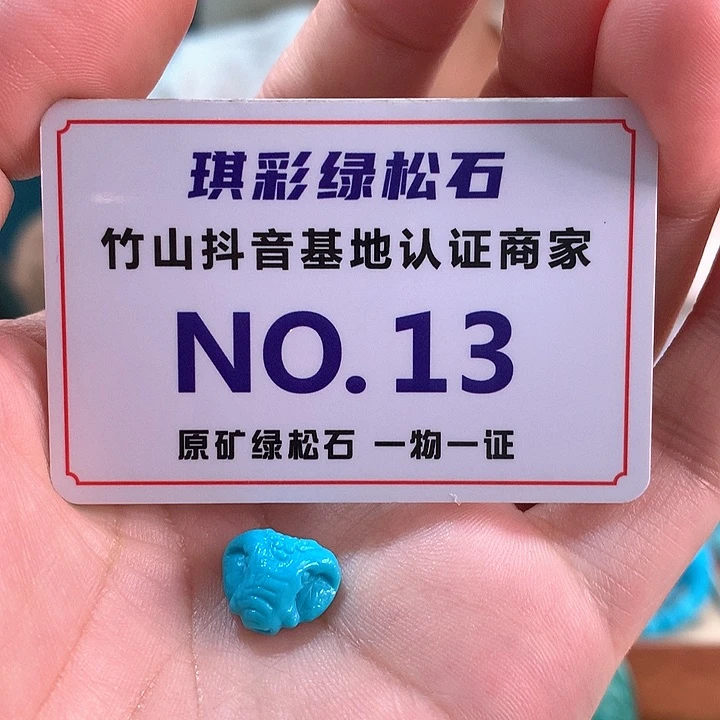 琪彩绿松石
竹山抖音基地认证商家
NO.13
原矿绿松石 一物一证